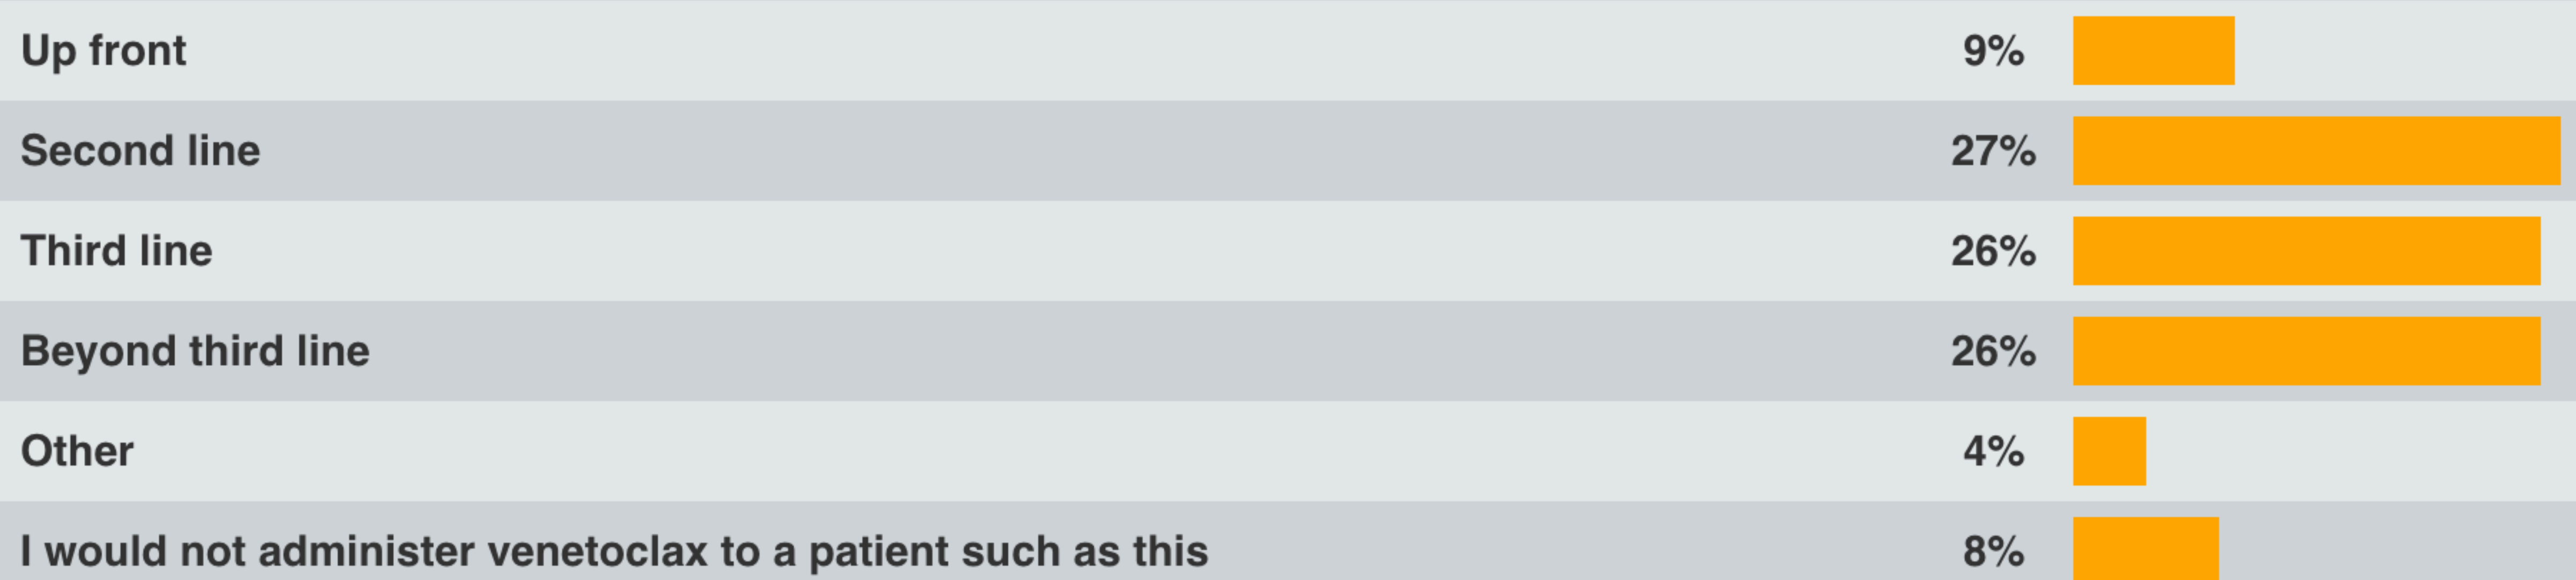 Up front 9%
Second line 27%
Third line 26%
Beyond third line 26%
Other 4%
I would not administer venetoclax to a patient such as this 8%